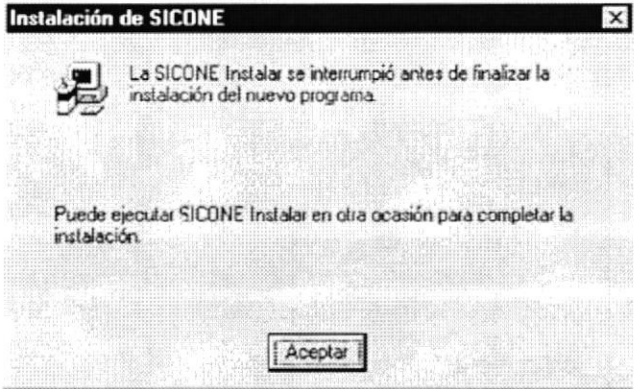 Instalación de SICONE
La SICONE Instalar se interrumpió antes de finalizar la
instalación del nuevo programa.
Puede ejecutar SICONE Instalar en otra ocasión para completar la
instalación.
Aceptar